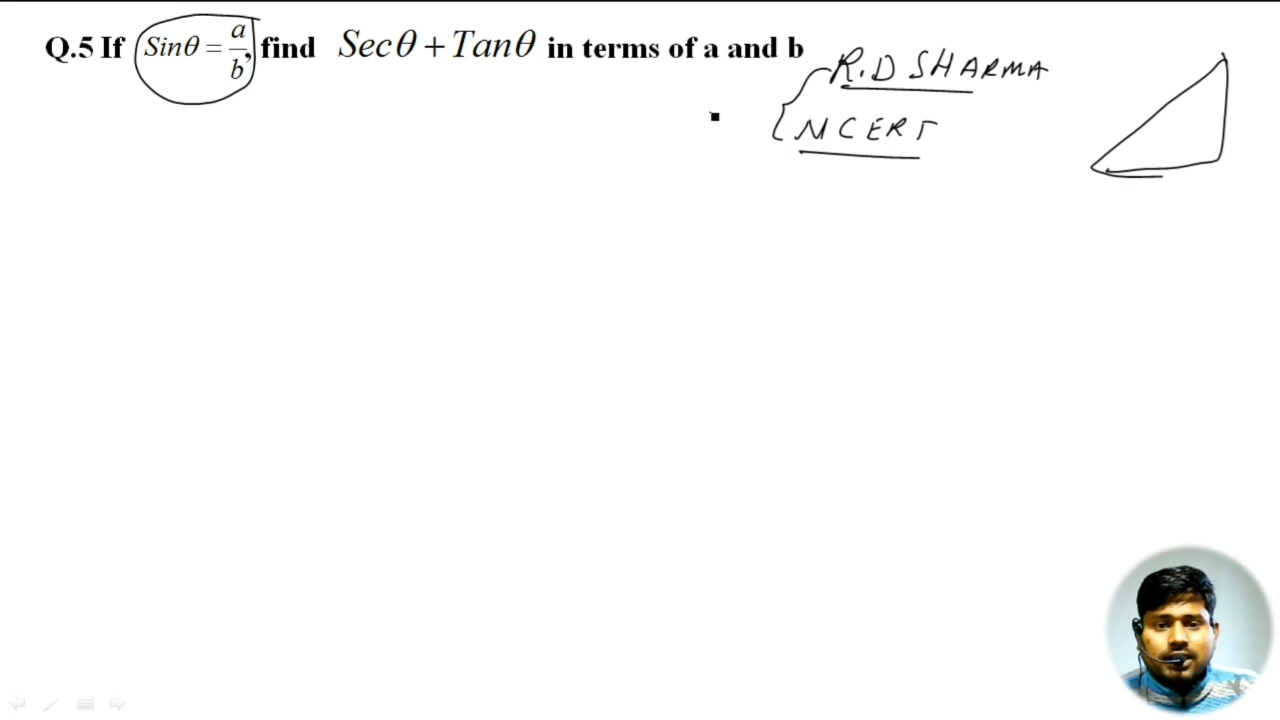 Q.5 If Sinθ = a/b, find Secθ + Tanθ in terms of a and b
R.D SHARMA
NCERT